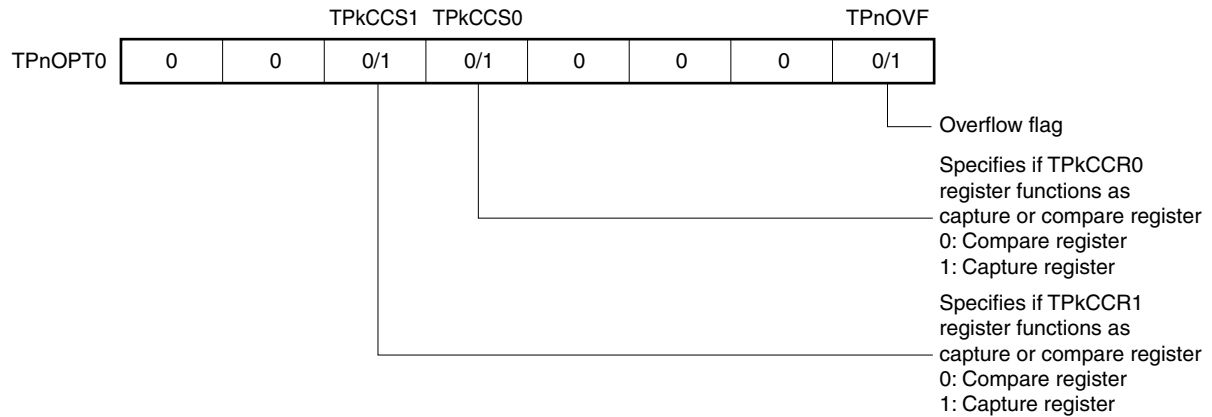 TPkCCS1 TPkCCS0 TPnOVF
TPnOPT0 0 0 0/1 0/1 0 0 0 0/1
Overflow flag
Specifies if TPkCCR0
register functions as
capture or compare register
0: Compare register
1: Capture register
Specifies if TPkCCR1
register functions as
capture or compare register
0: Compare register
1: Capture register